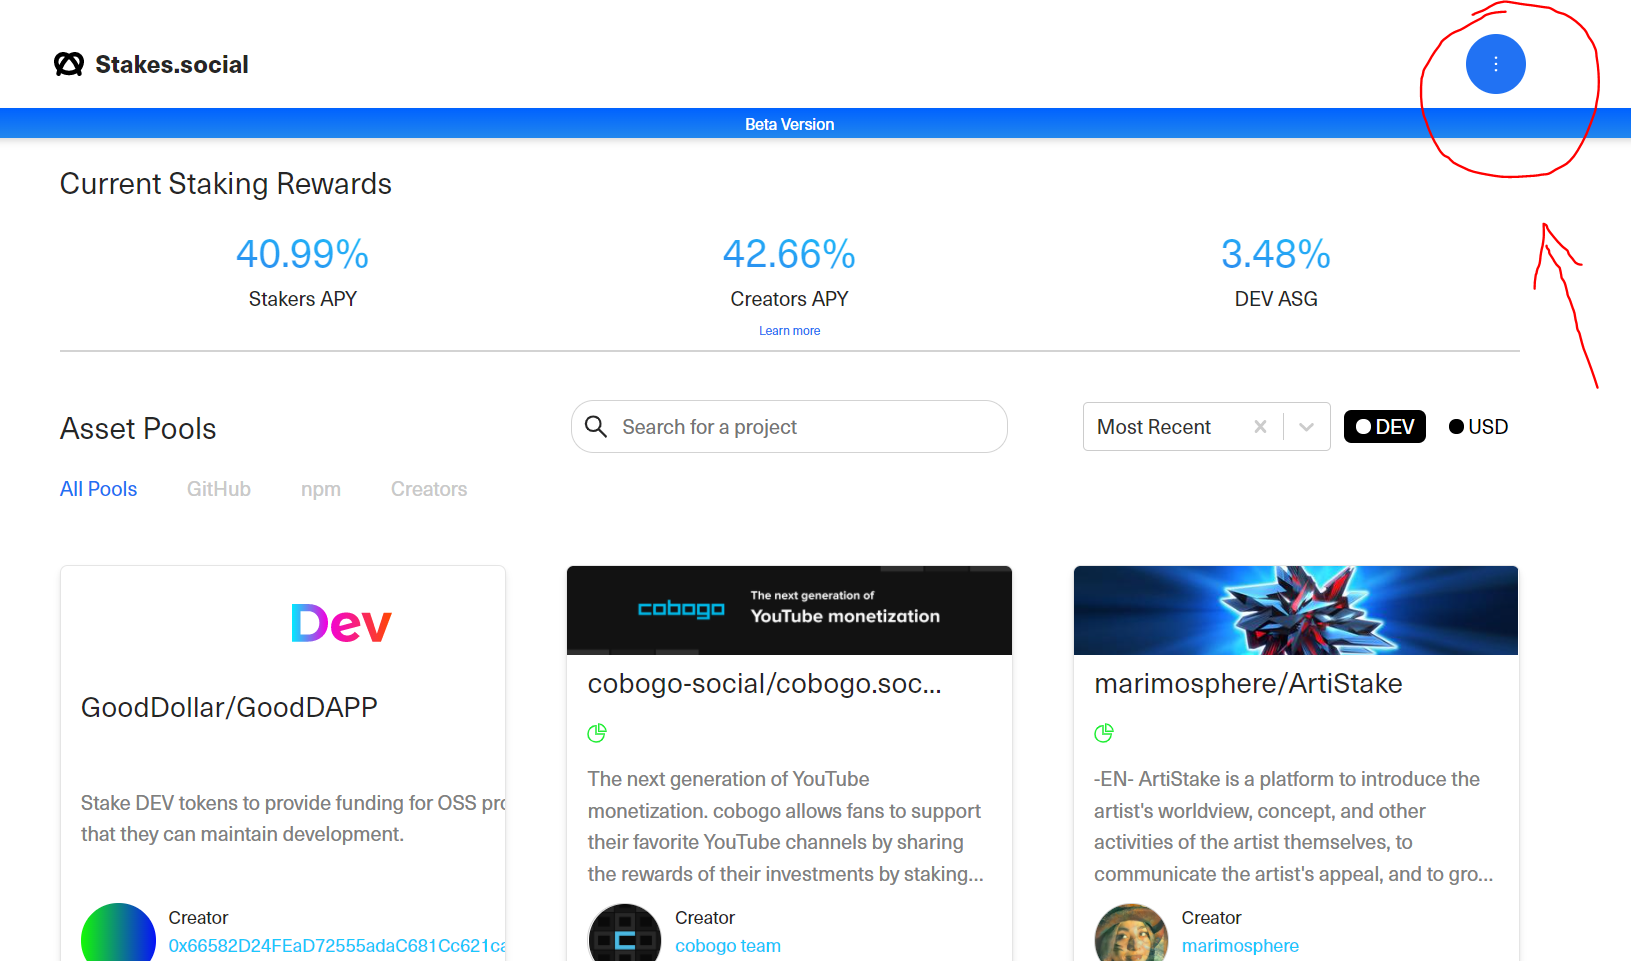 Stakes.social
Beta Version
Current Staking Rewards
40.99%
Stakers APY
42.66%
Creators APY
Learn more
3.48%
DEV ASG
Asset Pools
Search for a project
Most Recent
DEV
USD
All Pools
GitHub
npm
Creators
Dev
GoodDollar/GoodDAPP
Stake DEV tokens to provide funding for OSS pro
that they can maintain development.
Creator
0x66582D24FEaD72555adaC681Cc621ca
cobogo
The next generation of
YouTube monetization
cobogo-social/cobogo.soc...
The next generation of YouTube
monetization. cobogo allows fans to support
their favorite YouTube channels by sharing
the rewards of their investments by staking...
Creator
cobogo team
marimosphere/ArtiStake
-EN- ArtiStake is a platform to introduce the
artist's worldview, concept, and other
activities of the artist themselves, to
communicate the artist's appeal, and to gro...
Creator
marimosphere